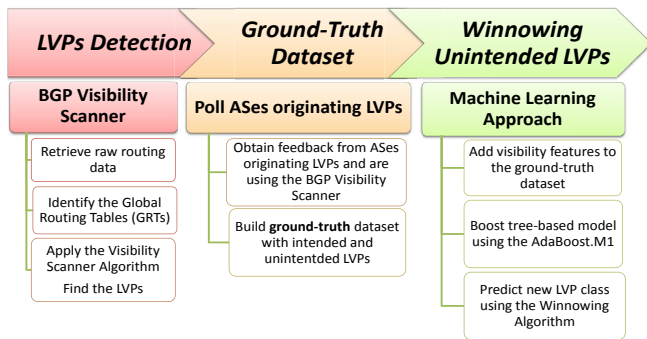 LVPs Detection
Ground-Truth
Dataset
Winnowing
Unintended LVPs
BGP Visibility
Scanner
Retrieve raw routing
data
Identify the Global
Routing Tables (GRTs)
Apply the Visibility
Scanner Algorithm
Find the LVPs
Poll ASes originating LVPs
Obtain feedback from ASes
originating LVPs and are
using the BGP Visibility
Scanner
Build ground-truth dataset
with intended and
unintentded LVPs
Machine Learning
Approach
Add visibility features to
the ground-truth
dataset
Boost tree-based model
using the AdaBoost.M1
Predict new LVP class
using the Winnowing
Algorithm